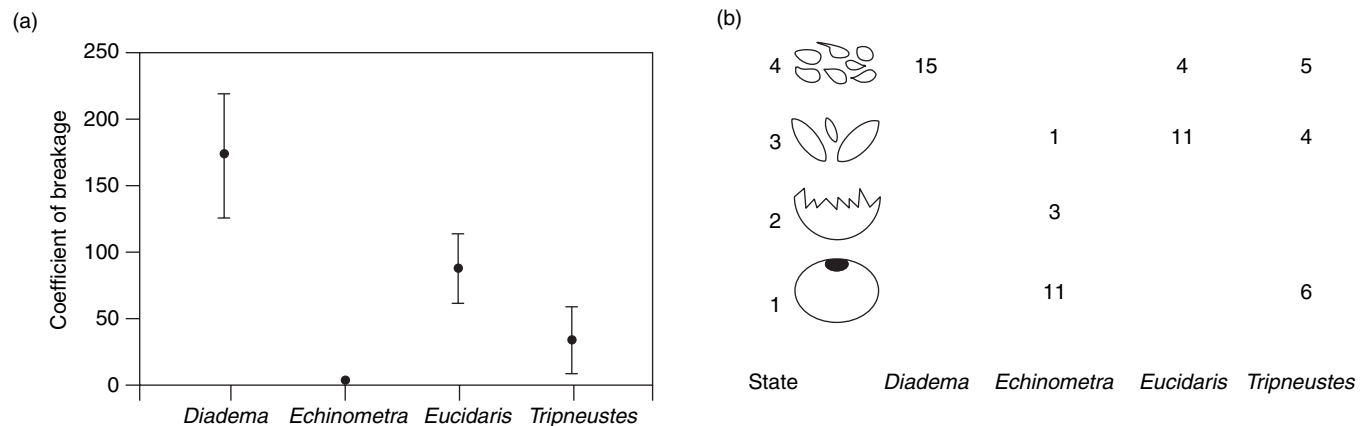 (a)
250
200
150
100
50
0
Coefficient of breakage
Diadema Echinometra Eucidaris Tripneustes
(b)
4 15 4 5
3 1 11 4
2 3
1 11 6
State Diadema Echinometra Eucidaris Tripneustes